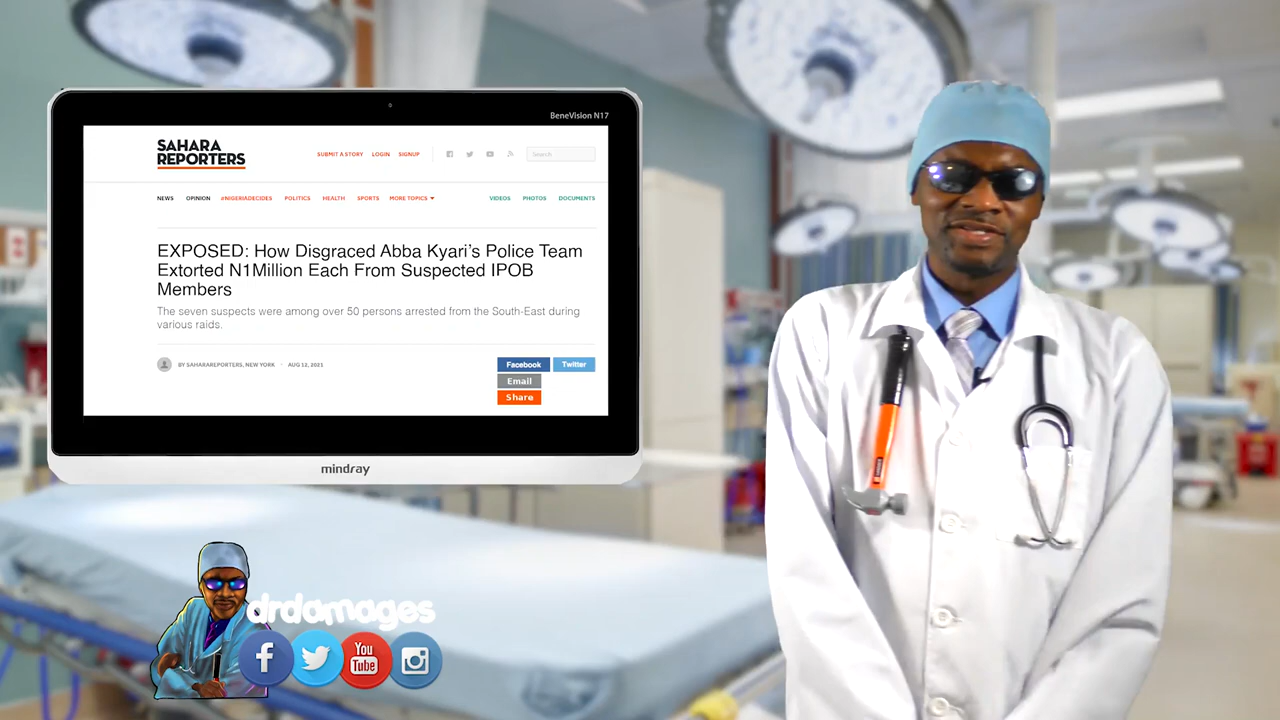 BeneVision N17
SAHARA
REPORTERS
SUBMIT A STORY LOGIN SIGNUP
Search
NEWS OPINION #NIGERIADECIDES POLITICS HEALTH SPORTS MORE TOPICS VIDEOS PHOTOS DOCUMENTS
EXPOSED: How Disgraced Abba Kyari's Police Team
Extorted N1Million Each From Suspected IPOB
Members
The seven suspects were among over 50 persons arrested from the South-East during
various raids.
BY SAHARAREPORTERS, NEW YORK AUG 12, 2021
Facebook Twitter
Email
Share
mindray
drdamages
You
Tube